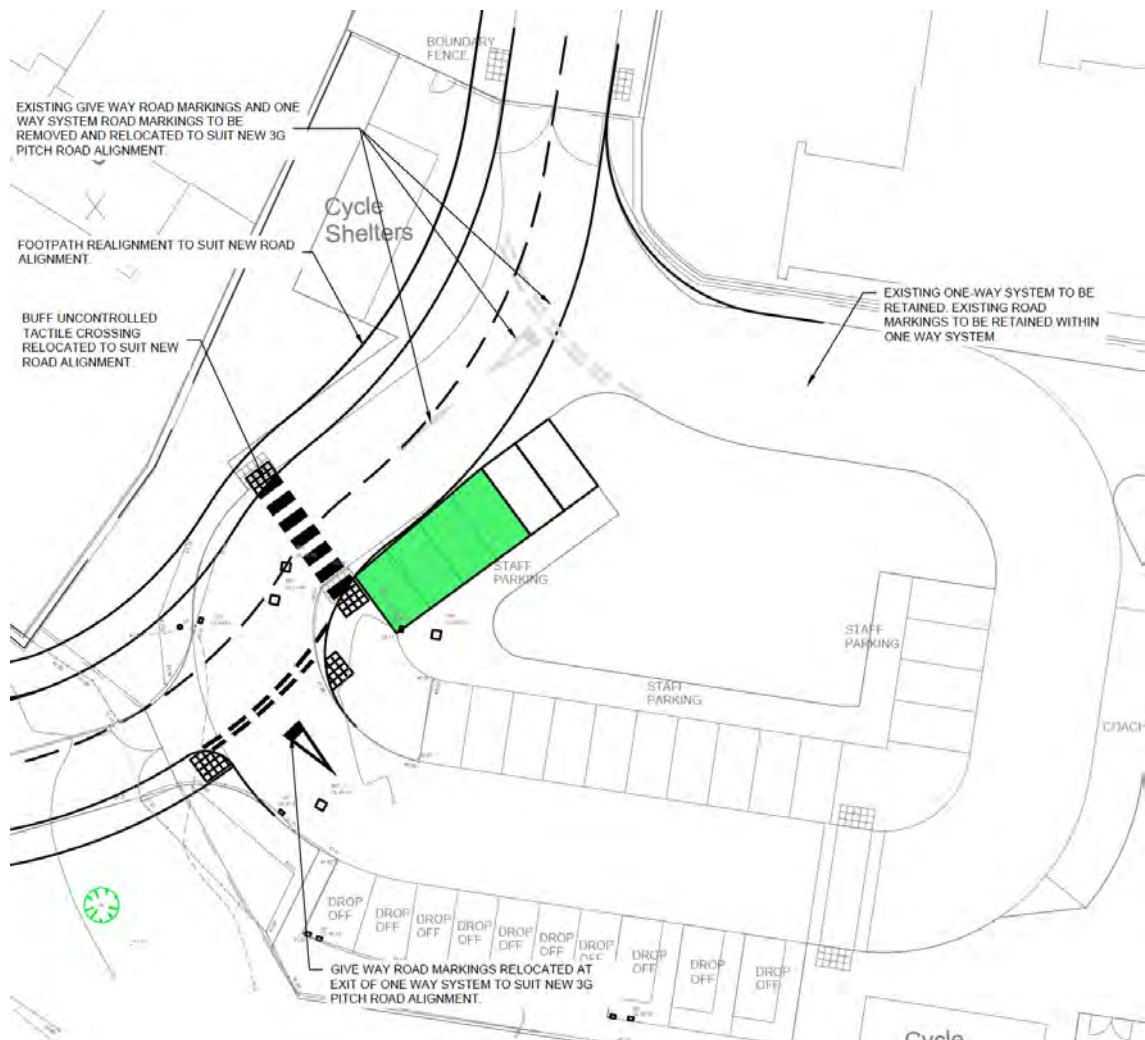 BOUNDARY
FENCE
EXISTING GIVE WAY ROAD MARKINGS AND ONE
WAY SYSTEM ROAD MARKINGS TO BE
REMOVED AND RELOCATED TO SUIT NEW 3G
PITCH ROAD ALIGNMENT.
Cycle
Shelters
FOOTPATH REALIGNMENT TO SUIT NEW ROAD
ALIGNMENT.
EXISTING ONE-WAY SYSTEM TO BE
RETAINED. EXISTING ROAD
MARKINGS TO BE RETAINED WITHIN
ONE WAY SYSTEM
BUFF UNCONTROLLED
TACTILE CROSSING
RELOCATED TO SUIT NEW
ROAD ALIGNMENT
STAFF
PARKING
STAFF
PARKING
STAFF
PARKING
COACH
DROP
OFF
DROP
OFF
DROP
OFF
DROP
OFF
DROP
OFF
DROP
OFF
DROP
OFF
DROP
OFF
DROP
OFF
DROP
OFF
GIVE WAY ROAD MARKINGS RELOCATED AT
EXIT OF ONE WAY SYSTEM TO SUIT NEW 3G
PITCH ROAD ALIGNMENT.
Cycle